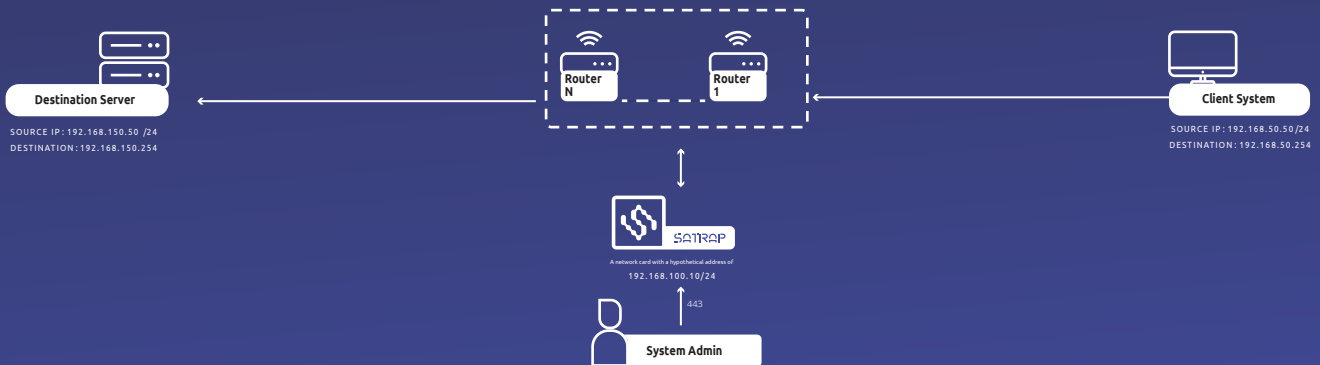 Router
N
Router
1
Destination Server
Client System
SOURCE IP: 192.168.150.50 /24
DESTINATION: 192.168.150.254
SOURCE IP: 192.168.50.50/24
DESTINATION: 192.168.50.254
SATRAP
A network card with a hypothetical address of
192.168.100.10/24
443
System Admin